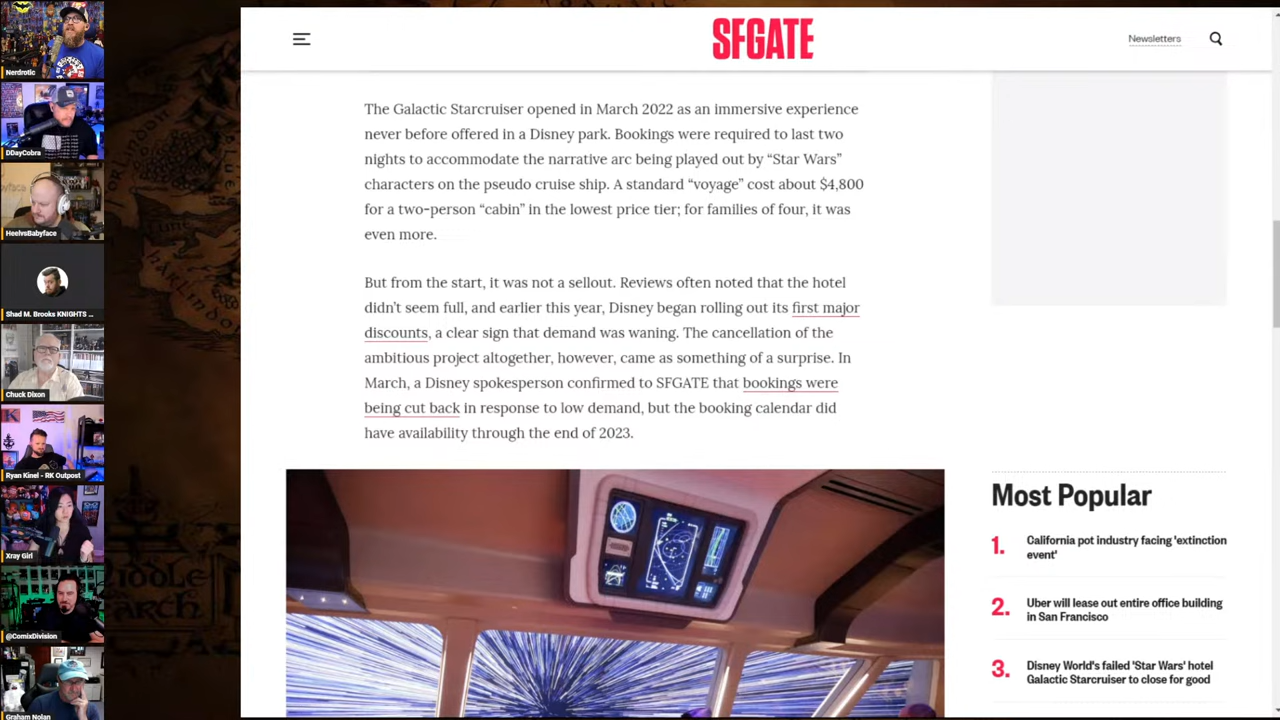 Nerdrotic
DDayCobra
HeelvsBabyface
Shad M. Brooks KNIGHTS ...
Chuck Dixon
Ryan Kinel - RK Outpost
Xray Girl
@ComixDivision
Graham Nolan
SFGATE
Newsletters
The Galactic Starcruiser opened in March 2022 as an immersive experience
never before offered in a Disney park. Bookings were required to last two
nights to accommodate the narrative arc being played out by “Star Wars”
characters on the pseudo cruise ship. A standard “voyage” cost about $4,800
for a two-person “cabin” in the lowest price tier; for families of four, it was
even more.
But from the start, it was not a sellout. Reviews often noted that the hotel
didn’t seem full, and earlier this year, Disney began rolling out its first major
discounts, a clear sign that demand was waning. The cancellation of the
ambitious project altogether, however, came as something of a surprise. In
March, a Disney spokesperson confirmed to SFGATE that bookings were
being cut back in response to low demand, but the booking calendar did
have availability through the end of 2023.
Most Popular
1. California pot industry facing 'extinction
event'
2. Uber will lease out entire office building
in San Francisco
3. Disney World's failed 'Star Wars' hotel
Galactic Starcruiser to close for good